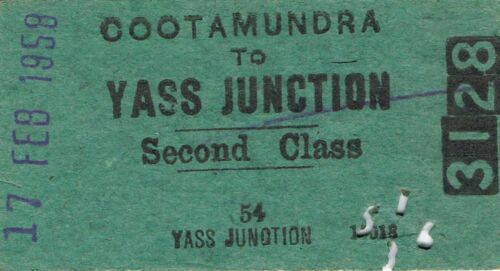 17 FEB 1958
COOTAMUNDRA
TO
YASS JUNCTION
Second Class
54
YASS JUNCTION
3128